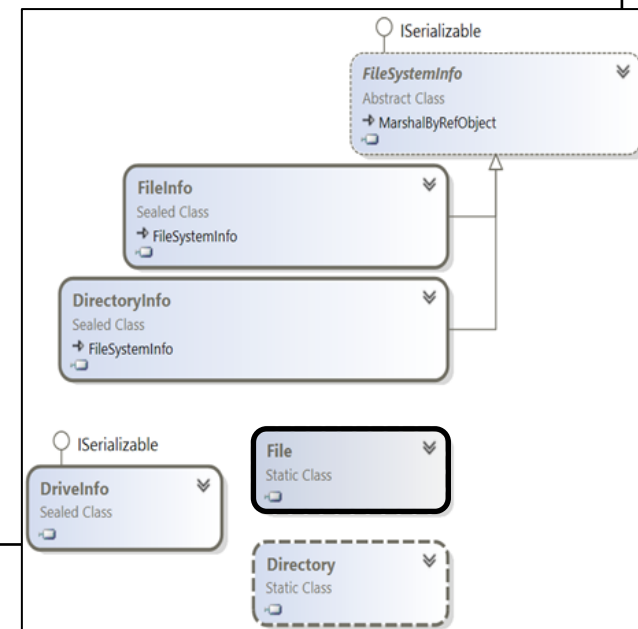 ISerializable
FileSystemInfo
Abstract Class
MarshalByRefObject
FileInfo
Sealed Class
FileSystemInfo
DirectoryInfo
Sealed Class
FileSystemInfo
ISerializable
DriveInfo
Sealed Class
File
Static Class
Directory
Static Class